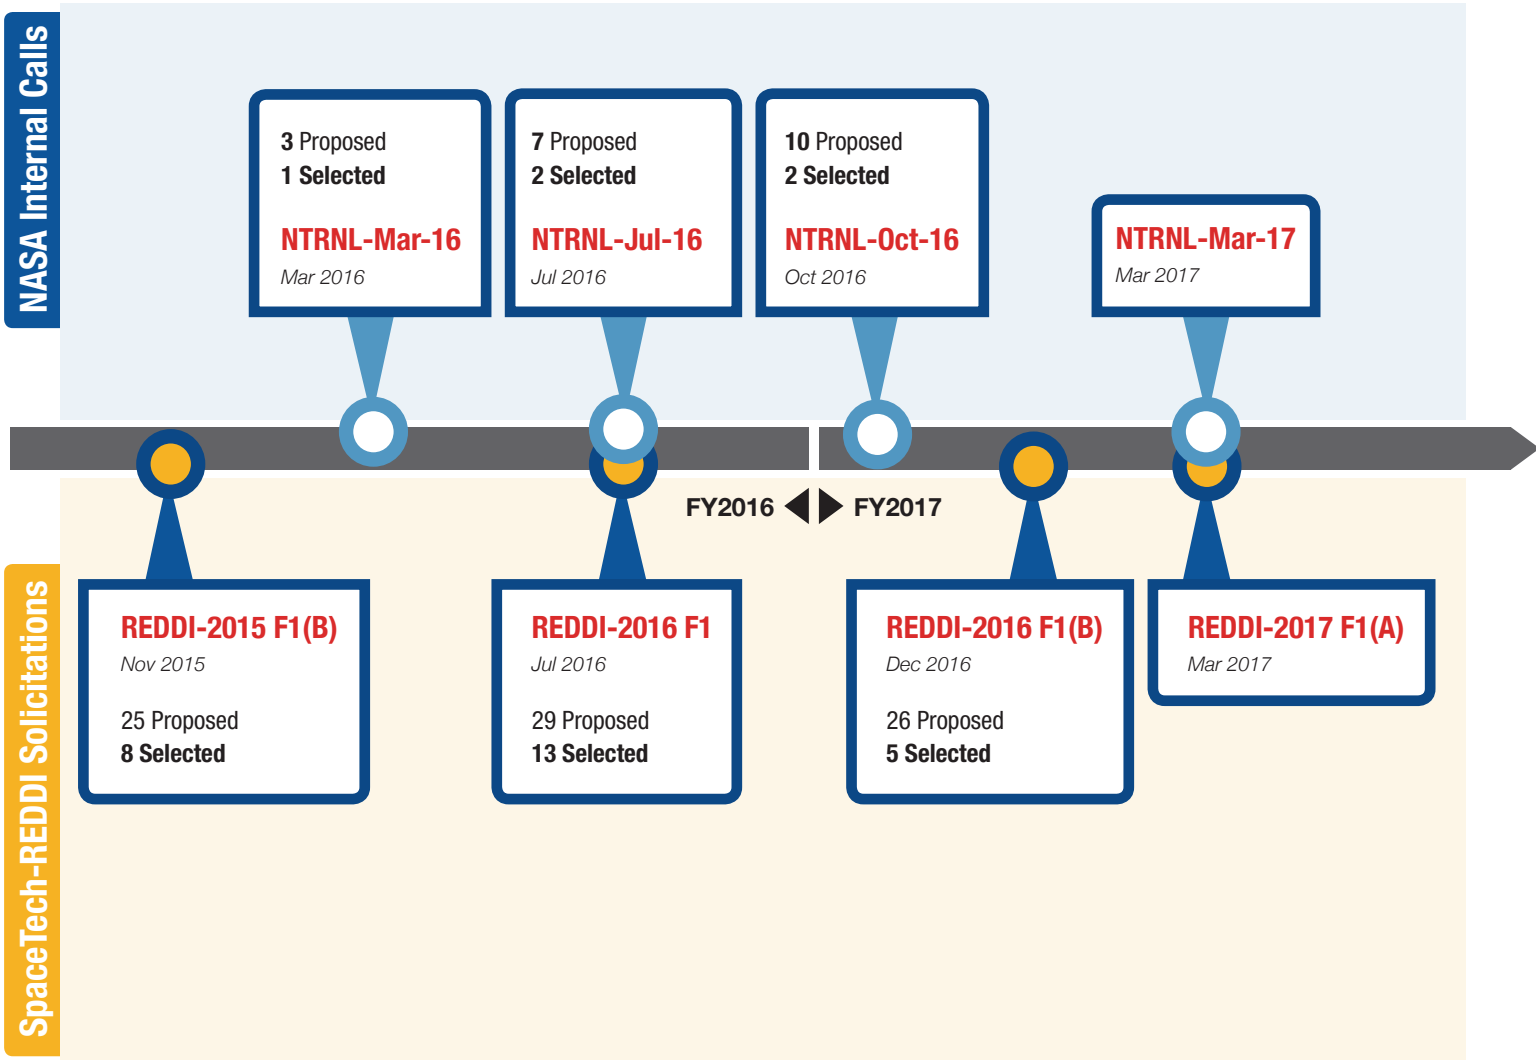 NASA Internal Calls
3 Proposed
1 Selected
NTRNL-Mar-16
Mar 2016
7 Proposed
2 Selected
NTRNL-Jul-16
Jul 2016
10 Proposed
2 Selected
NTRNL-Oct-16
Oct 2016
NTRNL-Mar-17
Mar 2017
FY2016
FY2017
SpaceTech-REDDI Solicitations
REDDI-2015 F1(B)
Nov 2015
25 Proposed
8 Selected
REDDI-2016 F1
Jul 2016
29 Proposed
13 Selected
REDDI-2016 F1(B)
Dec 2016
26 Proposed
5 Selected
REDDI-2017 F1(A)
Mar 2017